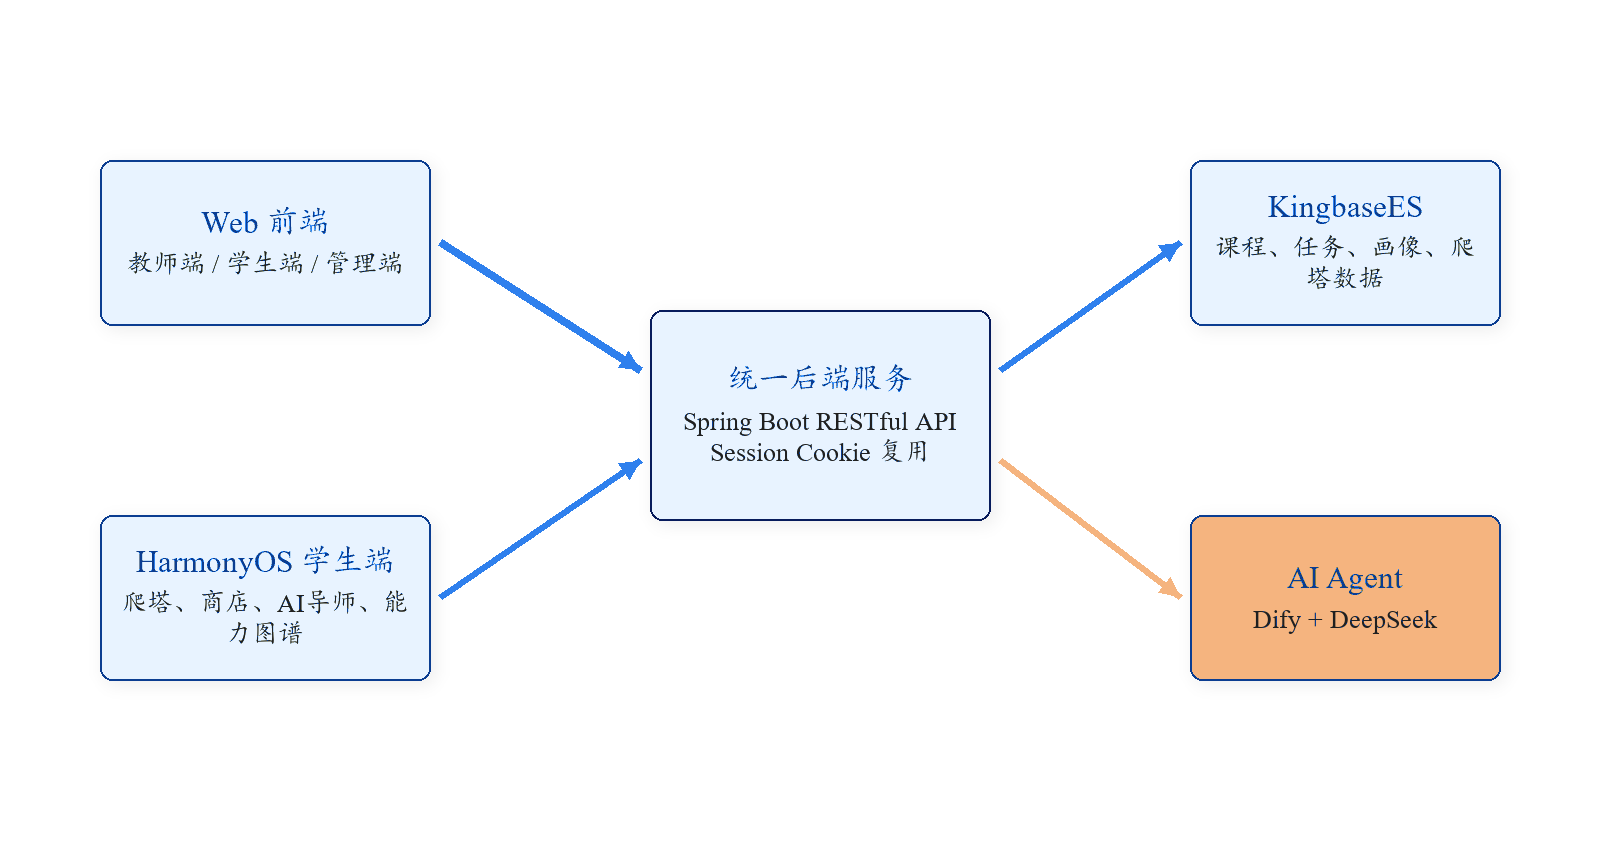 Web 前端
教师端 / 学生端 / 管理端
HarmonyOS 学生端
爬塔、商店、AI导师、能
力图谱
统一后端服务
Spring Boot RESTful API
Session Cookie 复用
KingbaseES
课程、任务、画像、爬
塔数据
AI Agent
Dify + DeepSeek